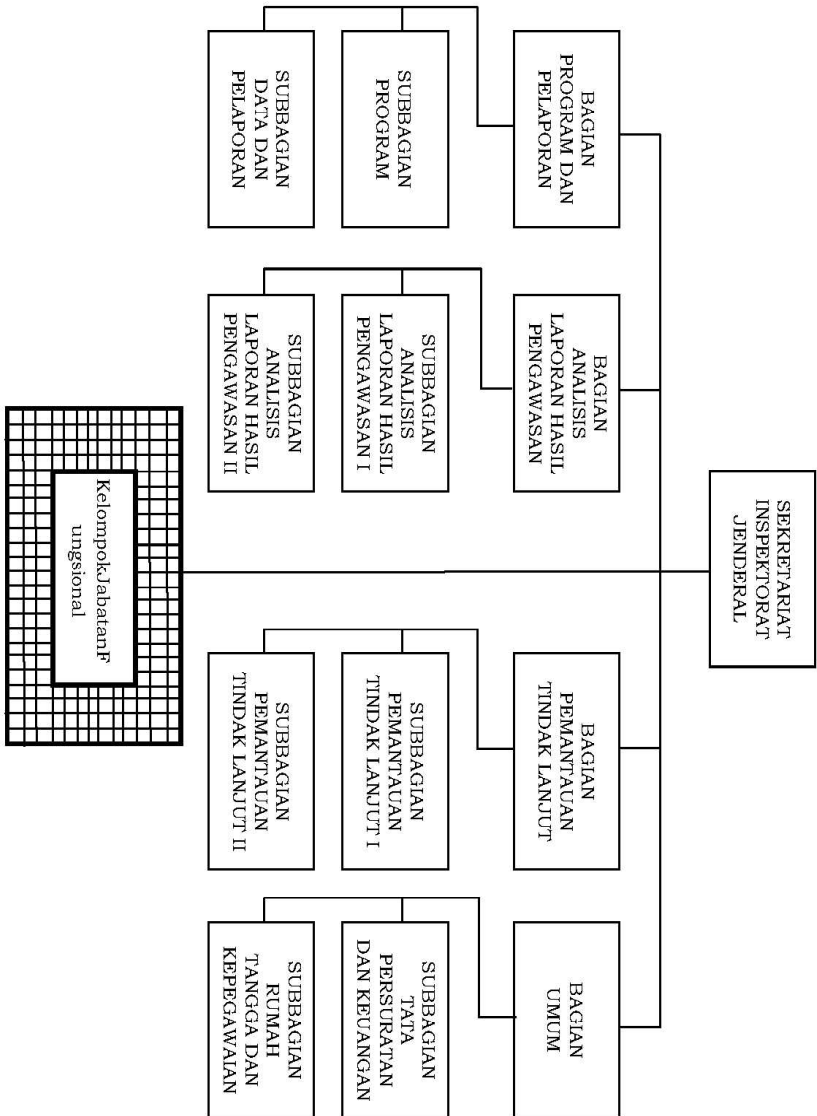 SEKRETARIAT
INSPEKTORAT
JENDERAL
BAGIAN
PROGRAM DAN
PELAPORAN
BAGIAN
ANALISIS
LAPORAN HASIL
PENGAWASAN
BAGIAN
PEMANTAUAN
TINDAK LANJUT
BAGIAN
UMUM
SUBBAGIAN
PROGRAM
SUBBAGIAN
ANALISIS
LAPORAN HASIL
PENGAWASAN I
SUBBAGIAN
PEMANTAUAN
TINDAK LANJUT I
SUBBAGIAN
TATA
PERSURATAN
DAN KEUANGAN
SUBBAGIAN
DATA DAN
PELAPORAN
SUBBAGIAN
ANALISIS
LAPORAN HASIL
PENGAWASAN II
SUBBAGIAN
PEMANTAUAN
TINDAK LANJUT II
SUBBAGIAN
RUMAH
TANGGA DAN
KEPEGAWAIAN
KelompokJabatanF
ungsional